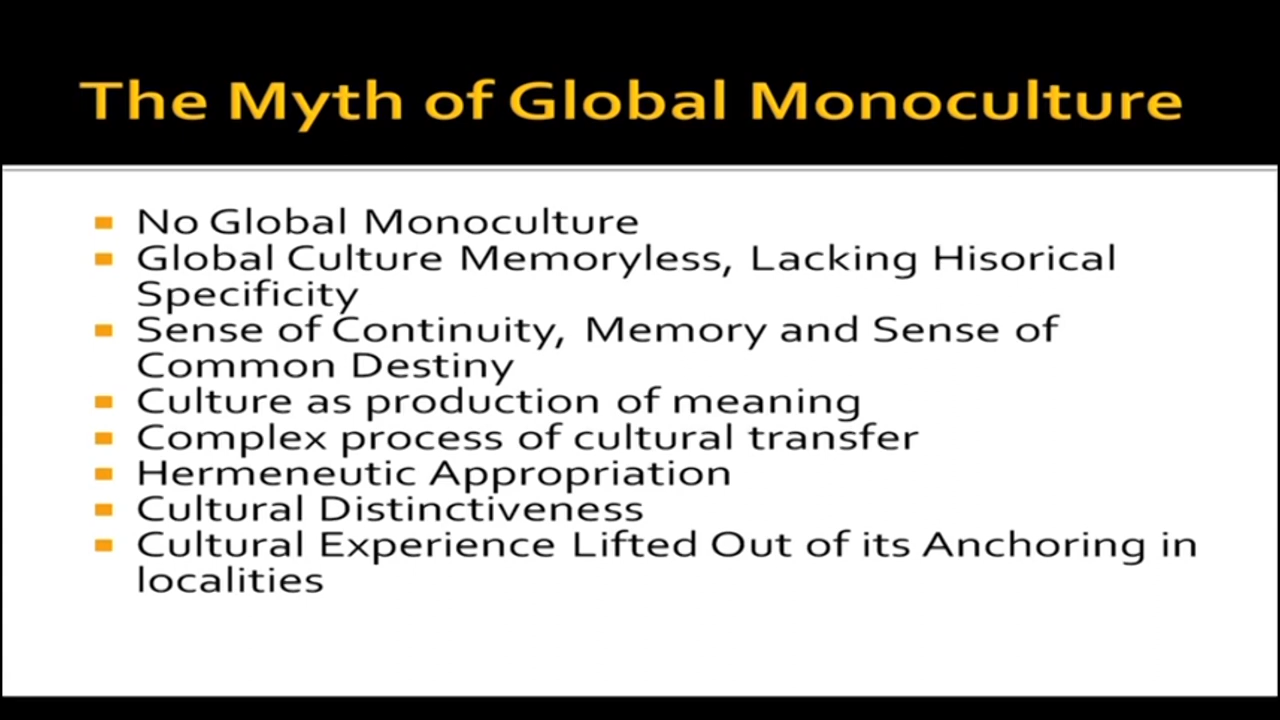 The Myth of Global Monoculture
No Global Monoculture
Global Culture Memoryless, Lacking Hisorical
Specificity
Sense of Continuity, Memory and Sense of
Common Destiny
Culture as production of meaning
Complex process of cultural transfer
Hermeneutic Appropriation
Cultural Distinctiveness
Cultural Experience Lifted Out of its Anchoring in
localities